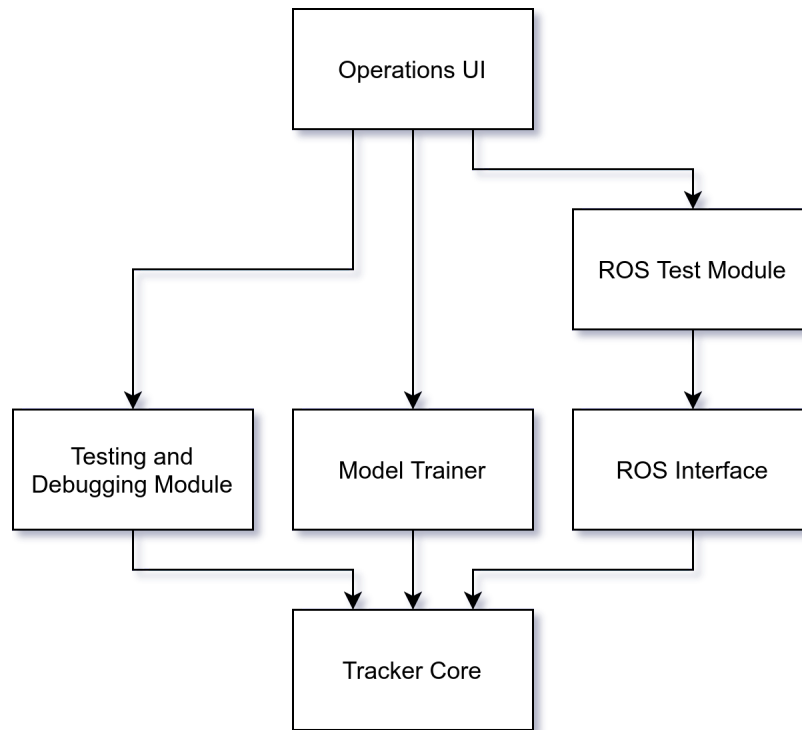 Operations UI
ROS Test Module
Testing and
Debugging Module
Model Trainer
ROS Interface
Tracker Core